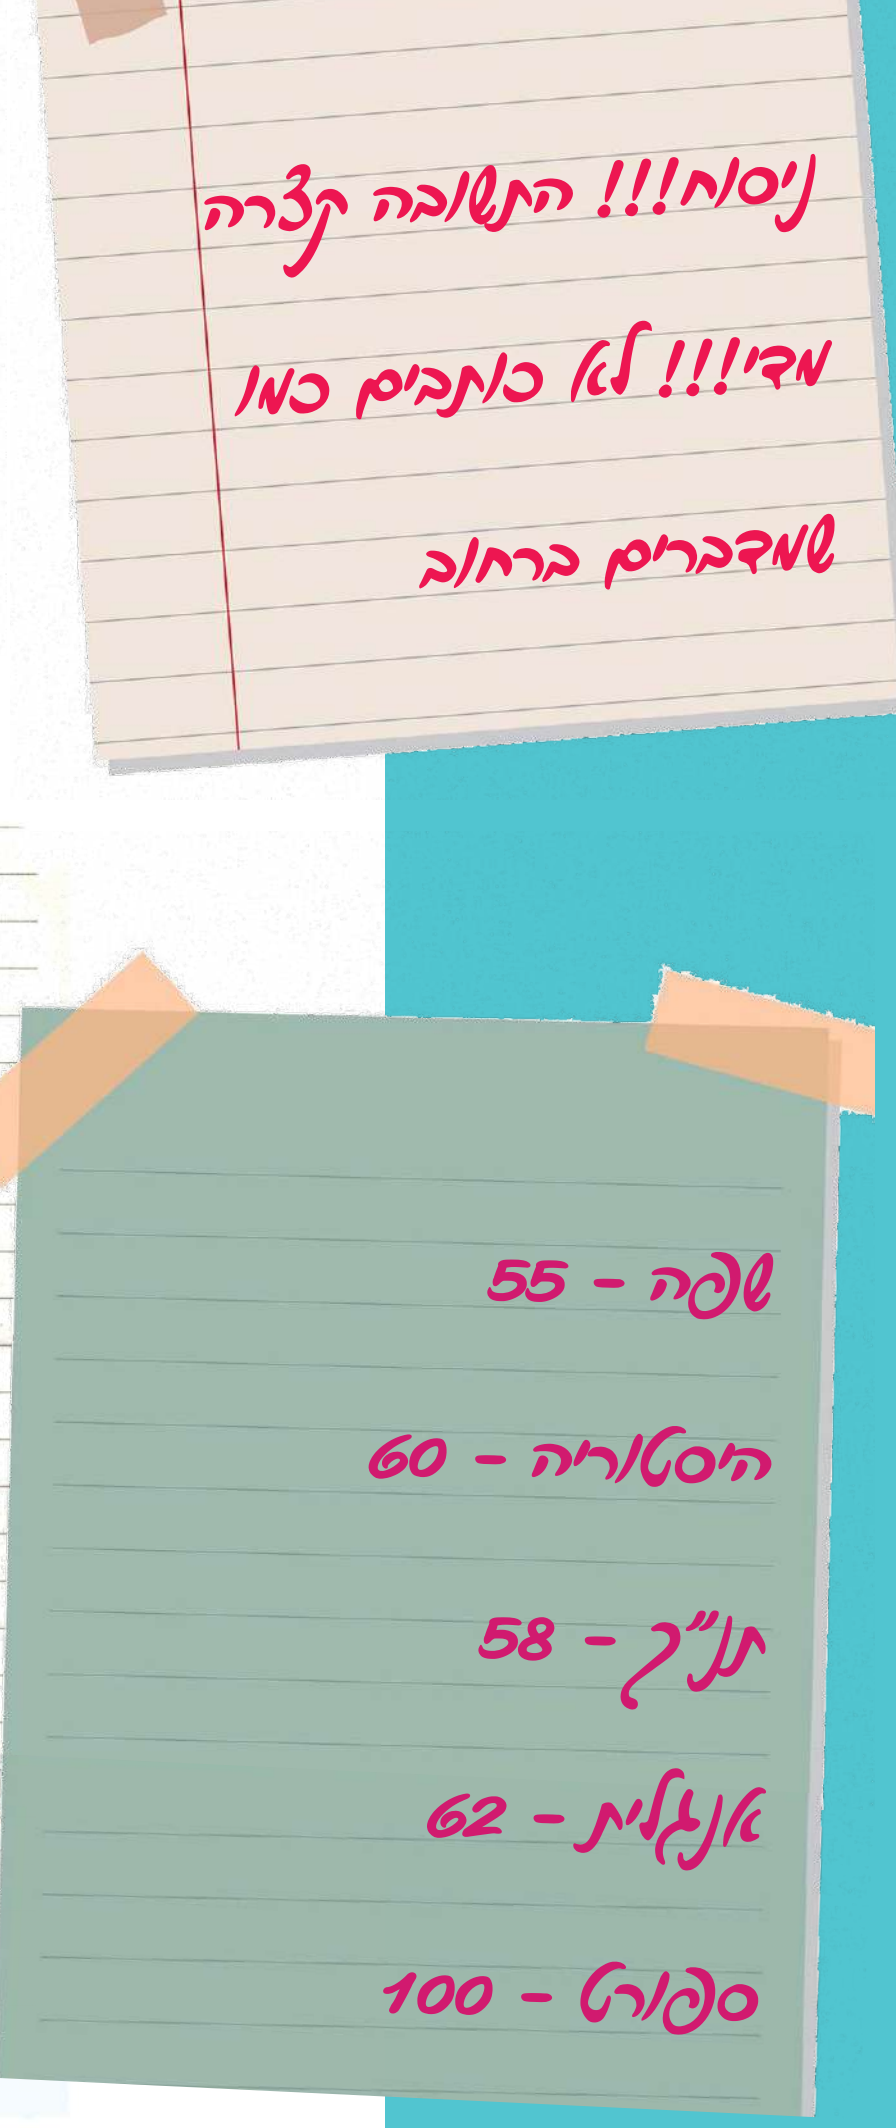 ניסוח!!! התשובה קצרה
מדי!!! לא כותבים כמו
שמדברים ברחוב
שפה - 55
היסטוריה - 60
תנ"ך - 58
אנגלית - 62
ספורט - 100